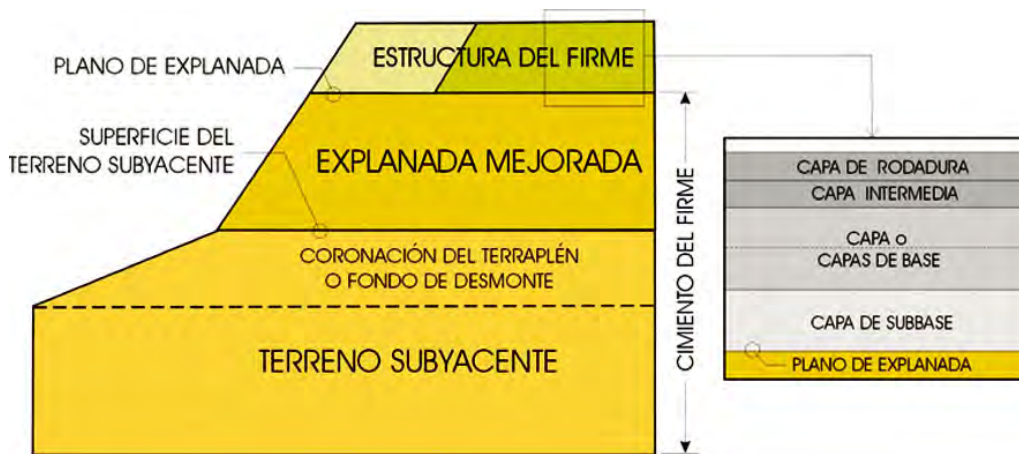 ESTRUCTURA DEL FIRME
PLANO DE EXPLANADA
SUPERFICIE DEL
TERRENO SUBYACENTE
EXPLANADA MEJORADA
CORONACIÓN DEL TERRAPLÉN
O FONDO DE DESMONTE
TERRENO SUBYACENTE
CIMIENTO DEL FIRME
CAPA DE RODADURA
CAPA INTERMEDIA
CAPA o
CAPAS DE BASE
CAPA DE SUBBASE
PLANO DE EXPLANADA